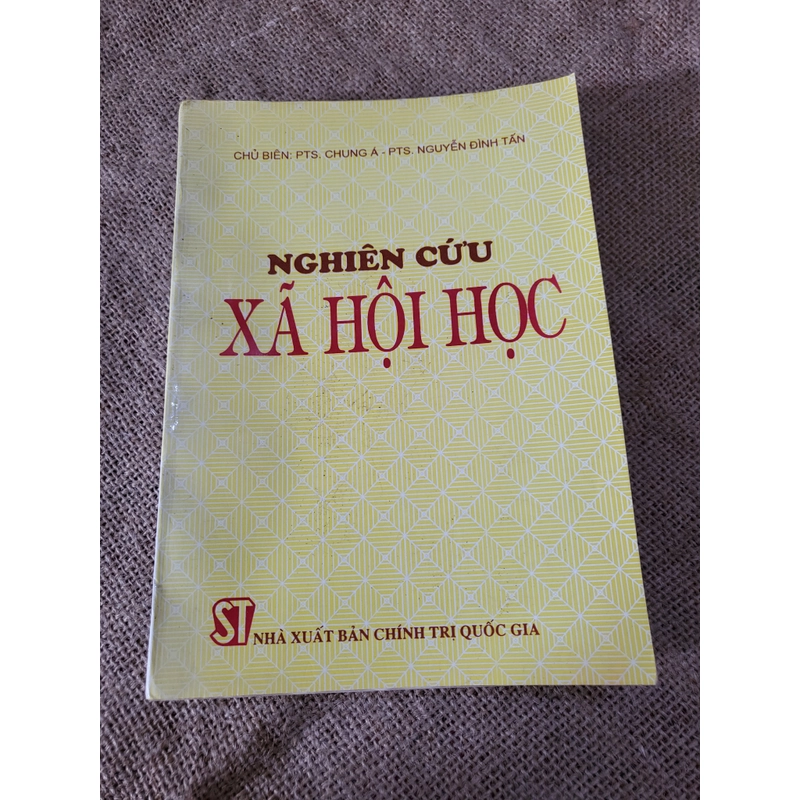 CHỦ BIÊN: PTS. CHUNG Á - PTS. NGUYỄN ĐÌNH TẤN
NGHIÊN CỨU
XÃ HỘI HỌC
ST NHÀ XUẤT BẢN CHÍNH TRỊ QUỐC GIA